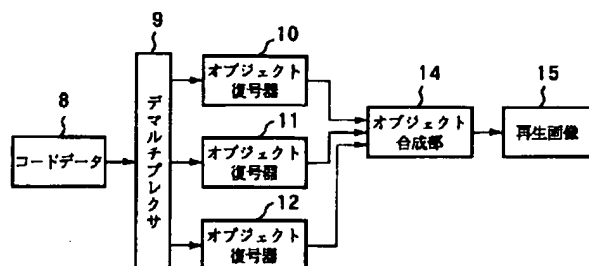 8
コードデータ
9
デマルチプレクサ
10
オブジェクト
復号器
11
オブジェクト
復号器
12
オブジェクト
復号器
14
オブジェクト
合成部
15
再生画像